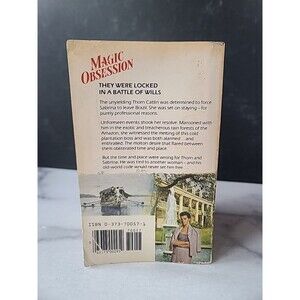 MAGIC
OBSESSION
THEY WERE LOCKED
IN A BATTLE OF WILLS
The unyielding Thorn Catlin was determined to force
Sabrina to leave Brazil. She was set on staying – for
purely professional reasons.
Unforeseen events shook her resolve. Marooned with
him in the exotic and treacherous rain forests of the
Amazon, she witnessed the melting of this cold
plantation boss and was both alarmed ... and
enthralled. The molten desire that flared between
them obliterated time and place.
But the time and place were wrong for Thorn and
Sabrina. He was tied to another woman – and his
old-world code would never set him free.
ISBN 0-373-70057-1